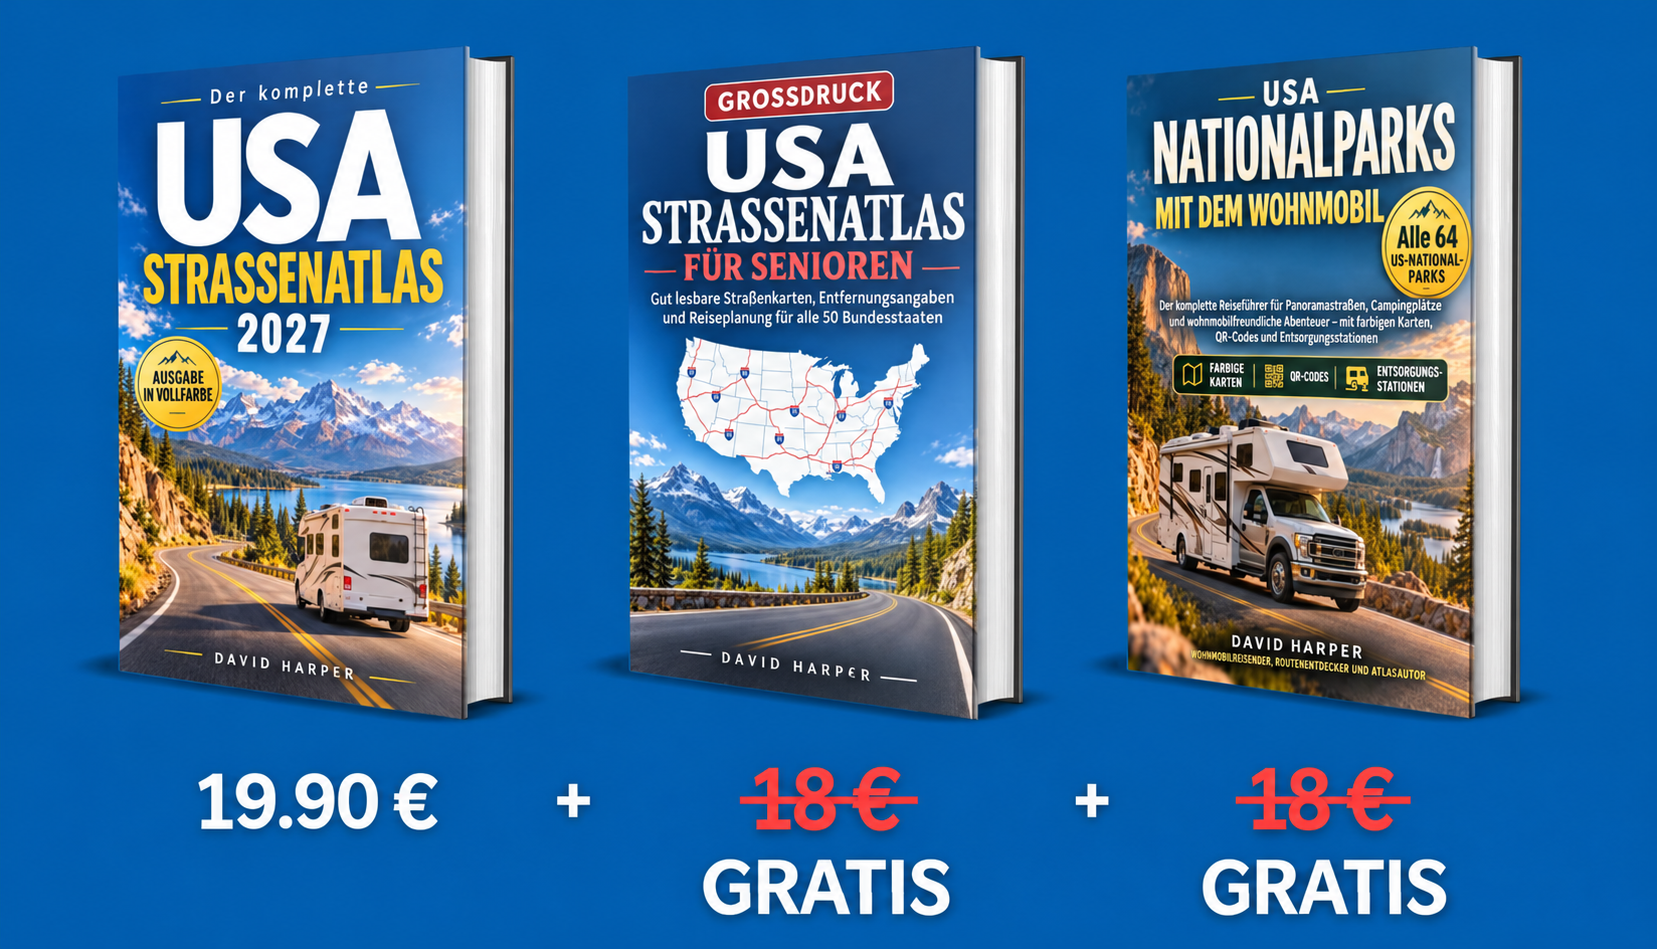 Der komplette
USA
STRASSENATLAS
2027
AUSGABE
IN VOLLFARBE
DAVID HARPER
GROSSDRUCK
USA
STRASSENATLAS
FÜR SENIOREN
Gut lesbare Straßenkarten, Entfernungsangaben
und Reiseplanung für alle 50 Bundesstaaten
DAVID HARPER
USA
NATIONALPARKS
MIT DEM WOHNMOBIL
Alle 64
US-NATIONAL-
PARKS
Der komplette Reiseführer für Panoramastraßen, Campingplätze
und wohnmobilfreundliche Abenteuer – mit farbigen Karten,
QR-Codes und Entsorgungsstationen
FARBIGE
KARTEN
QR-CODES
ENTSORGUNGS-
STATIONEN
DAVID HARPER
WOHNMOBILREISENDER, ROUTENENTDECKER UND ATLASAUTOR
19.90 € + 18 € + 18 €
GRATIS GRATIS